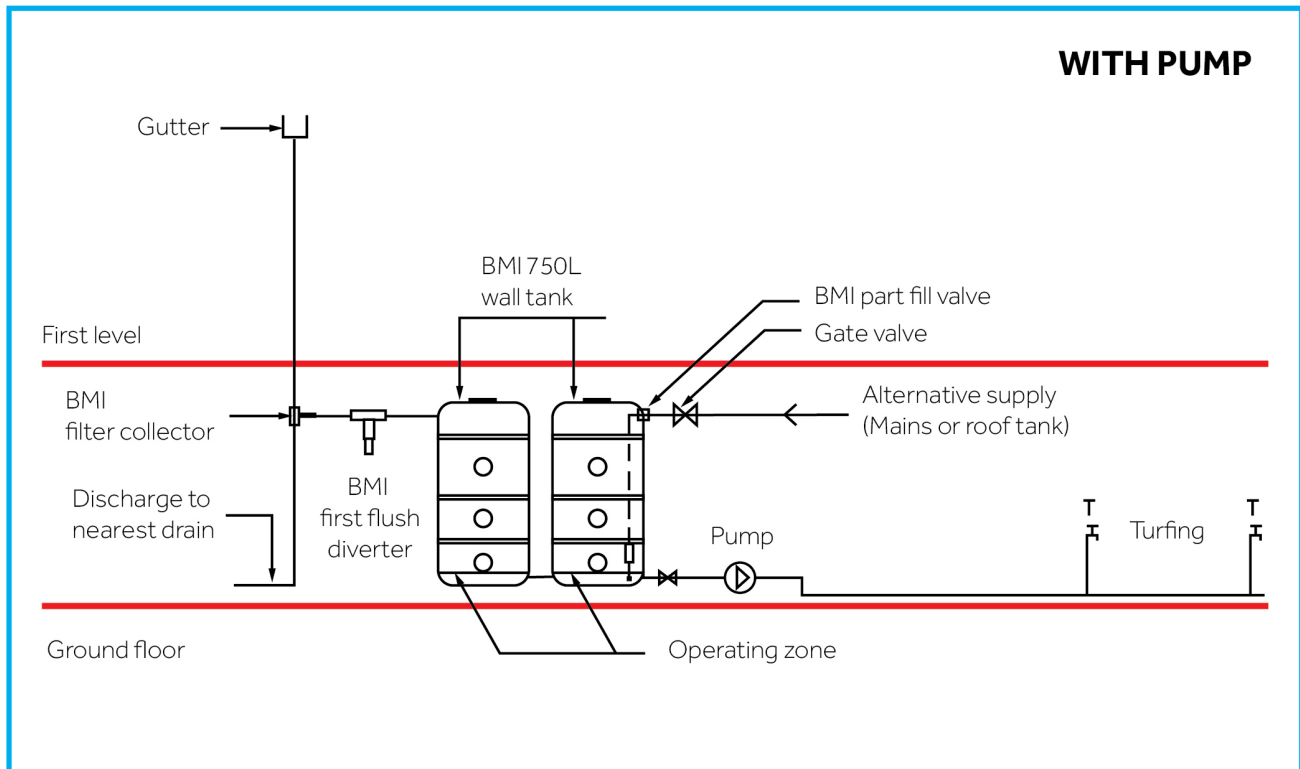 WITH PUMP
Gutter
BMI 750L
wall tank
BMI part fill valve
Gate valve
First level
BMI
filter collector
Alternative supply
(Mains or roof tank)
Discharge to
nearest drain
BMI
first flush
diverter
Pump
Turfing
Ground floor
Operating zone